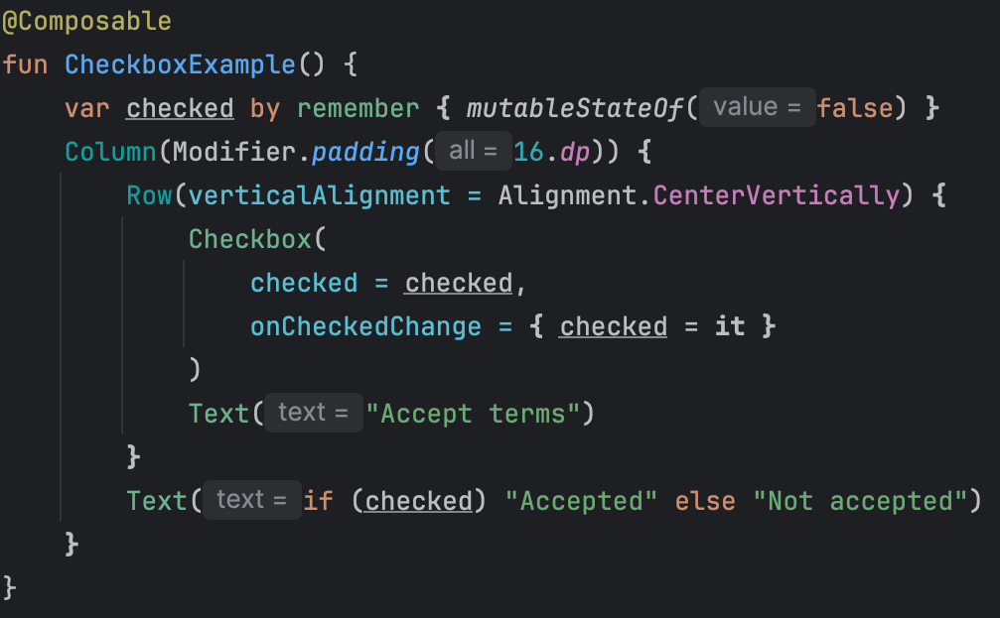 @Composable
fun CheckboxExample() {
    var checked by remember { mutableStateOf( value = false) }
    Column(Modifier.padding( all = 16.dp)) {
        Row(verticalAlignment = Alignment.CenterVertically) {
            Checkbox(
                checked = checked,
                onCheckedChange = { checked = it }
            )
            Text( text = "Accept terms")
        }
        Text( text = if (checked) "Accepted" else "Not accepted")
    }
}